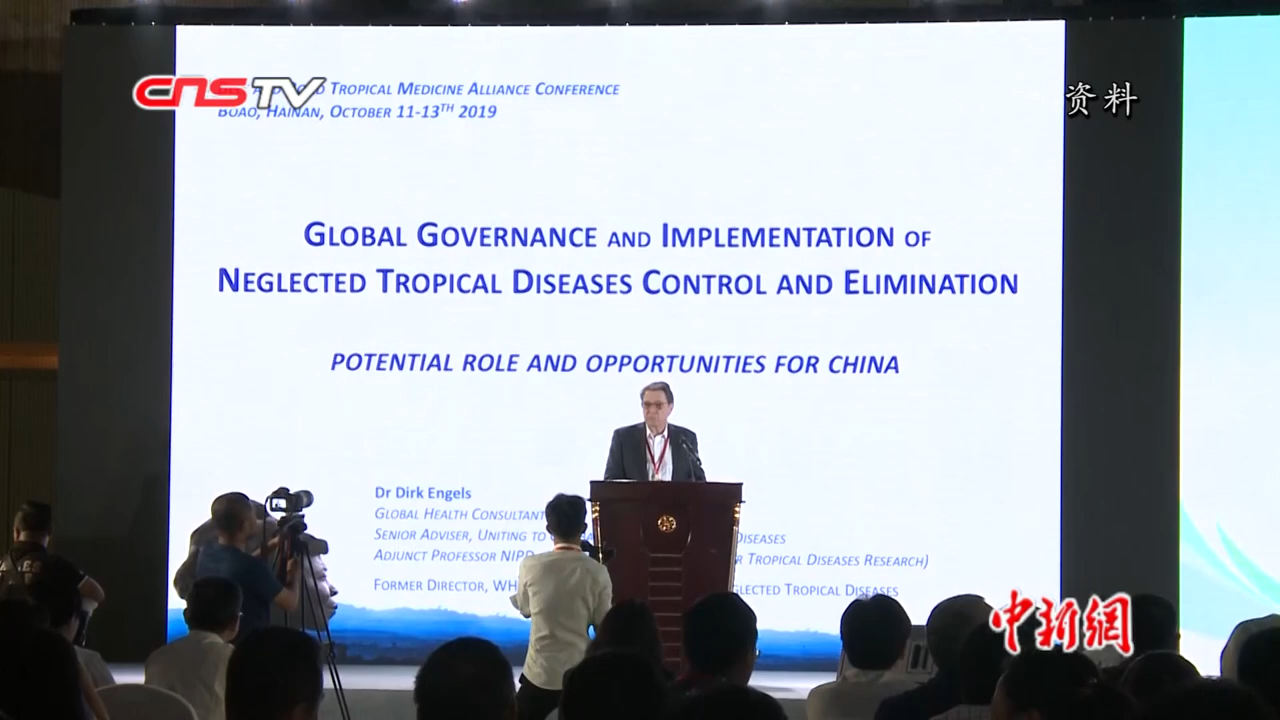 CNSTV
TROPICAL MEDICINE ALLIANCE CONFERENCE
BOAO, HAINAN, OCTOBER 11-13TH 2019
资料
GLOBAL GOVERNANCE AND IMPLEMENTATION OF
NEGLECTED TROPICAL DISEASES CONTROL AND ELIMINATION
POTENTIAL ROLE AND OPPORTUNITIES FOR CHINA
Dr Dirk Engels
GLOBAL HEALTH CONSULTANT
SENIOR ADVISER, UNITING TO DISEASES
ADJUNCT PROFESSOR NIPD TROPICAL DISEASES RESEARCH)
FORMER DIRECTOR, WH GLECTED TROPICAL DISEASES
中新網